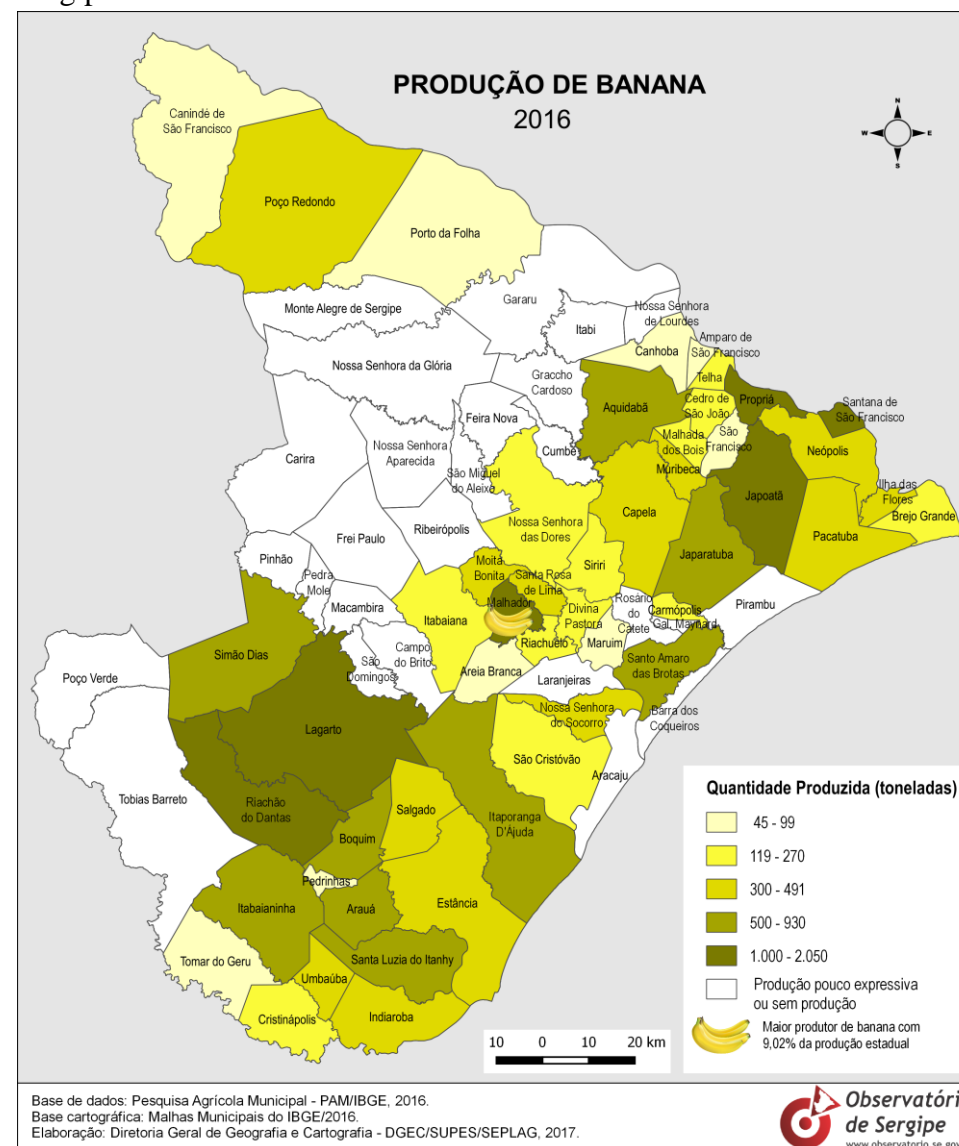 PRODUÇÃO DE BANANA
2016
N
W
E
S
Canindé de
São Francisco
Poço Redondo
Porto da Folha
Monte Alegre de Sergipe
Gararu
Itabi
Nossa Senhora
de Lourdes
Canhoba
Amparo de
São Francisco
Telha
Nossa Senhora da Glória
Graccho
Cardoso
Feira Nova
Aquidabã
Cedro de
São João
Propriá
Santana de
São Francisco
Carira
Nossa Senhora
Aparecida
São Miguel
do Aleixo
Cumbe
Malhada
dos Bois
São
Francisco
Neópolis
Muribeca
Ilha das
Flores
Brejo Grande
Japoatã
Pacatuba
Pinhão
Frei Paulo
Ribeirópolis
Nossa Senhora
das Dores
Capela
Japaratuba
Pedra
Mole
Macambira
Moita
Bonita
Santa Rosa
de Lima
Siriri
Malhador
Divina
Pastora
Rosário
do
Catete
Carmópolis
Gal. Maynard
Pirambu
Itabaiana
Riachuelo
Maruim
Simão Dias
São
Domingos
Campo
do Brito
Areia Branca
Laranjeiras
Santo Amaro
das Brotas
Poço Verde
Lagarto
Nossa Senhora
do Socorro
Barra dos
Coqueiros
São Cristóvão
Aracaju
Tobias Barreto
Riachão
do Dantas
Salgado
Itaporanga
D'Ájuda
Boquim
Pedrinhas
Itabaianinha
Arauá
Estância
Tomar do Geru
Santa Luzia do Itanhy
Umbaúba
Cristinápolis
Indiaroba
Quantidade Produzida (toneladas)
45 - 99
119 - 270
300 - 491
500 - 930
1.000 - 2.050
Produção pouco expressiva
ou sem produção
Maior produtor de banana com
9,02% da produção estadual
10 0 10 20 km
Base de dados: Pesquisa Agrícola Municipal - PAM/IBGE, 2016.
Base cartográfica: Malhas Municipais do IBGE/2016.
Elaboração: Diretoria Geral de Geografia e Cartografia - DGEC/SUPES/SEPLAG, 2017.
Observatóri
de Sergipe